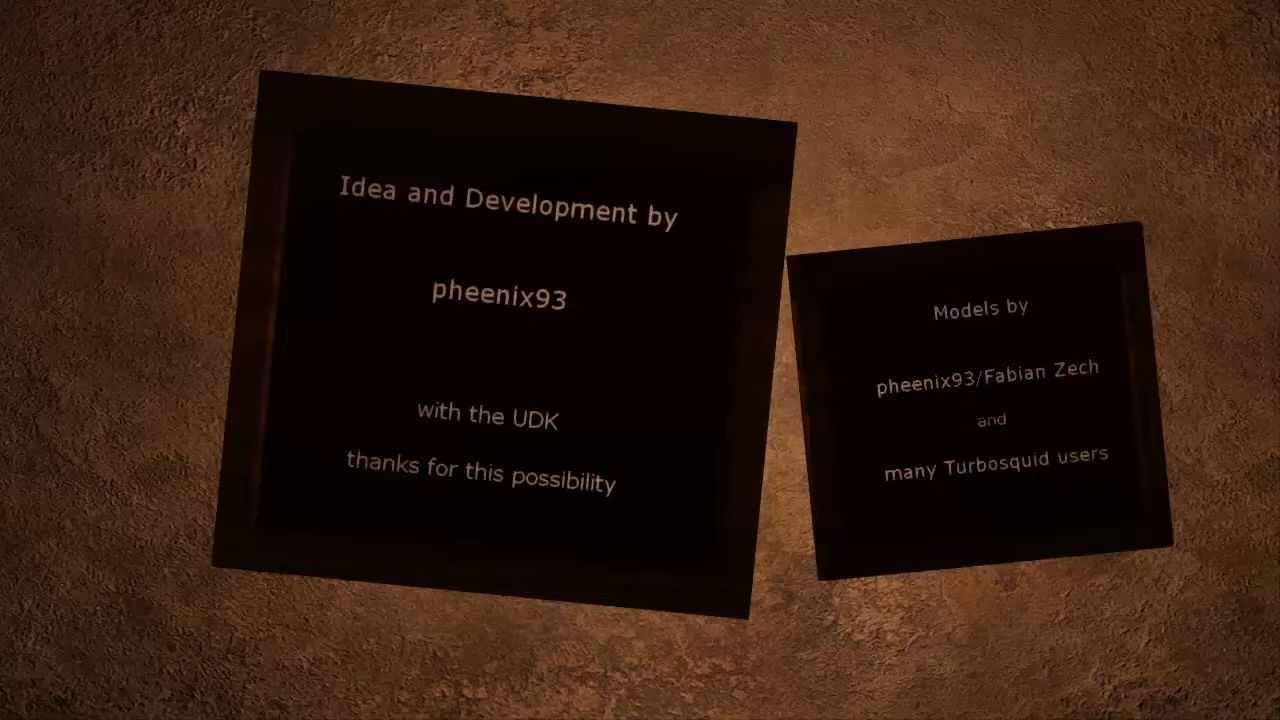 Idea and Development by
pheenix93
with the UDK
thanks for this possibility
Models by
pheenix93/Fabian Zech
and
many Turbosquid users